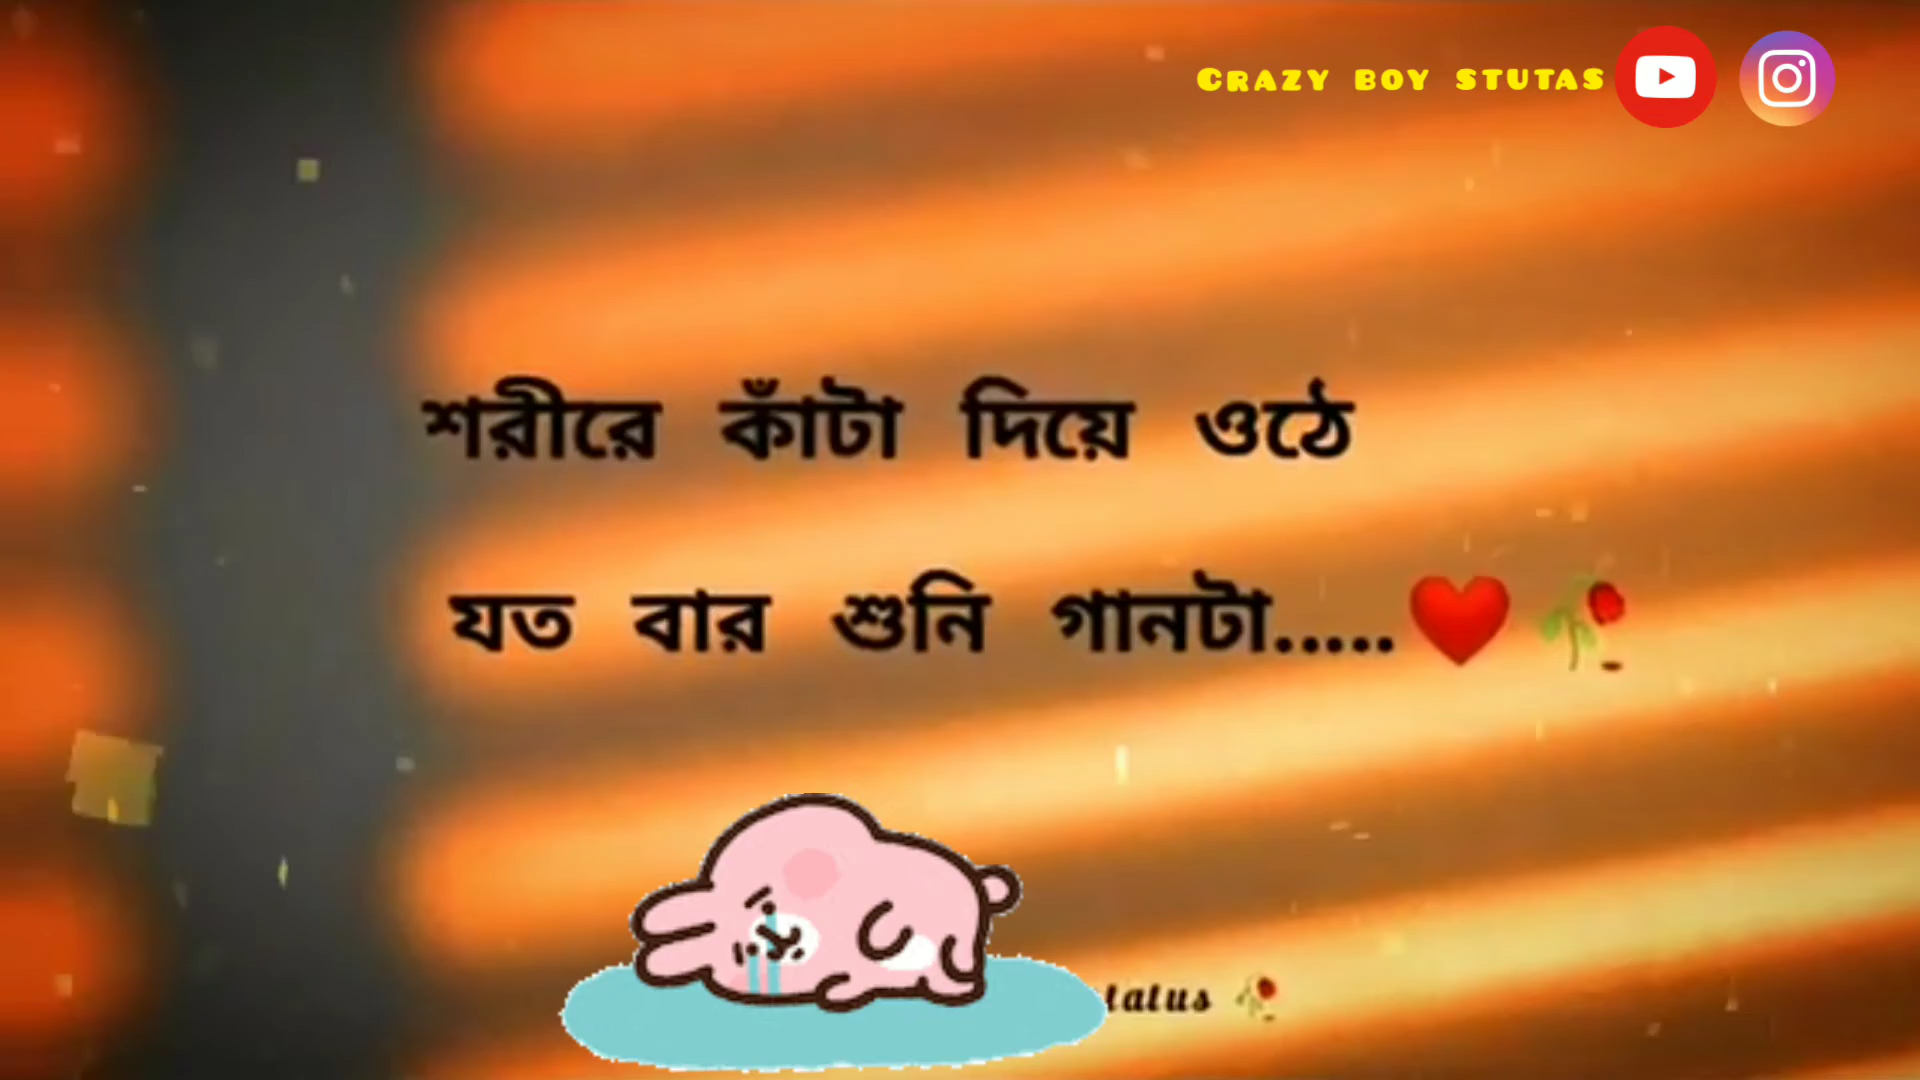 CRAZY BOY STUTAS
শরীরে কাঁটা দিয়ে ওঠে
যত বার শুনি গানটা.....❤️🥀